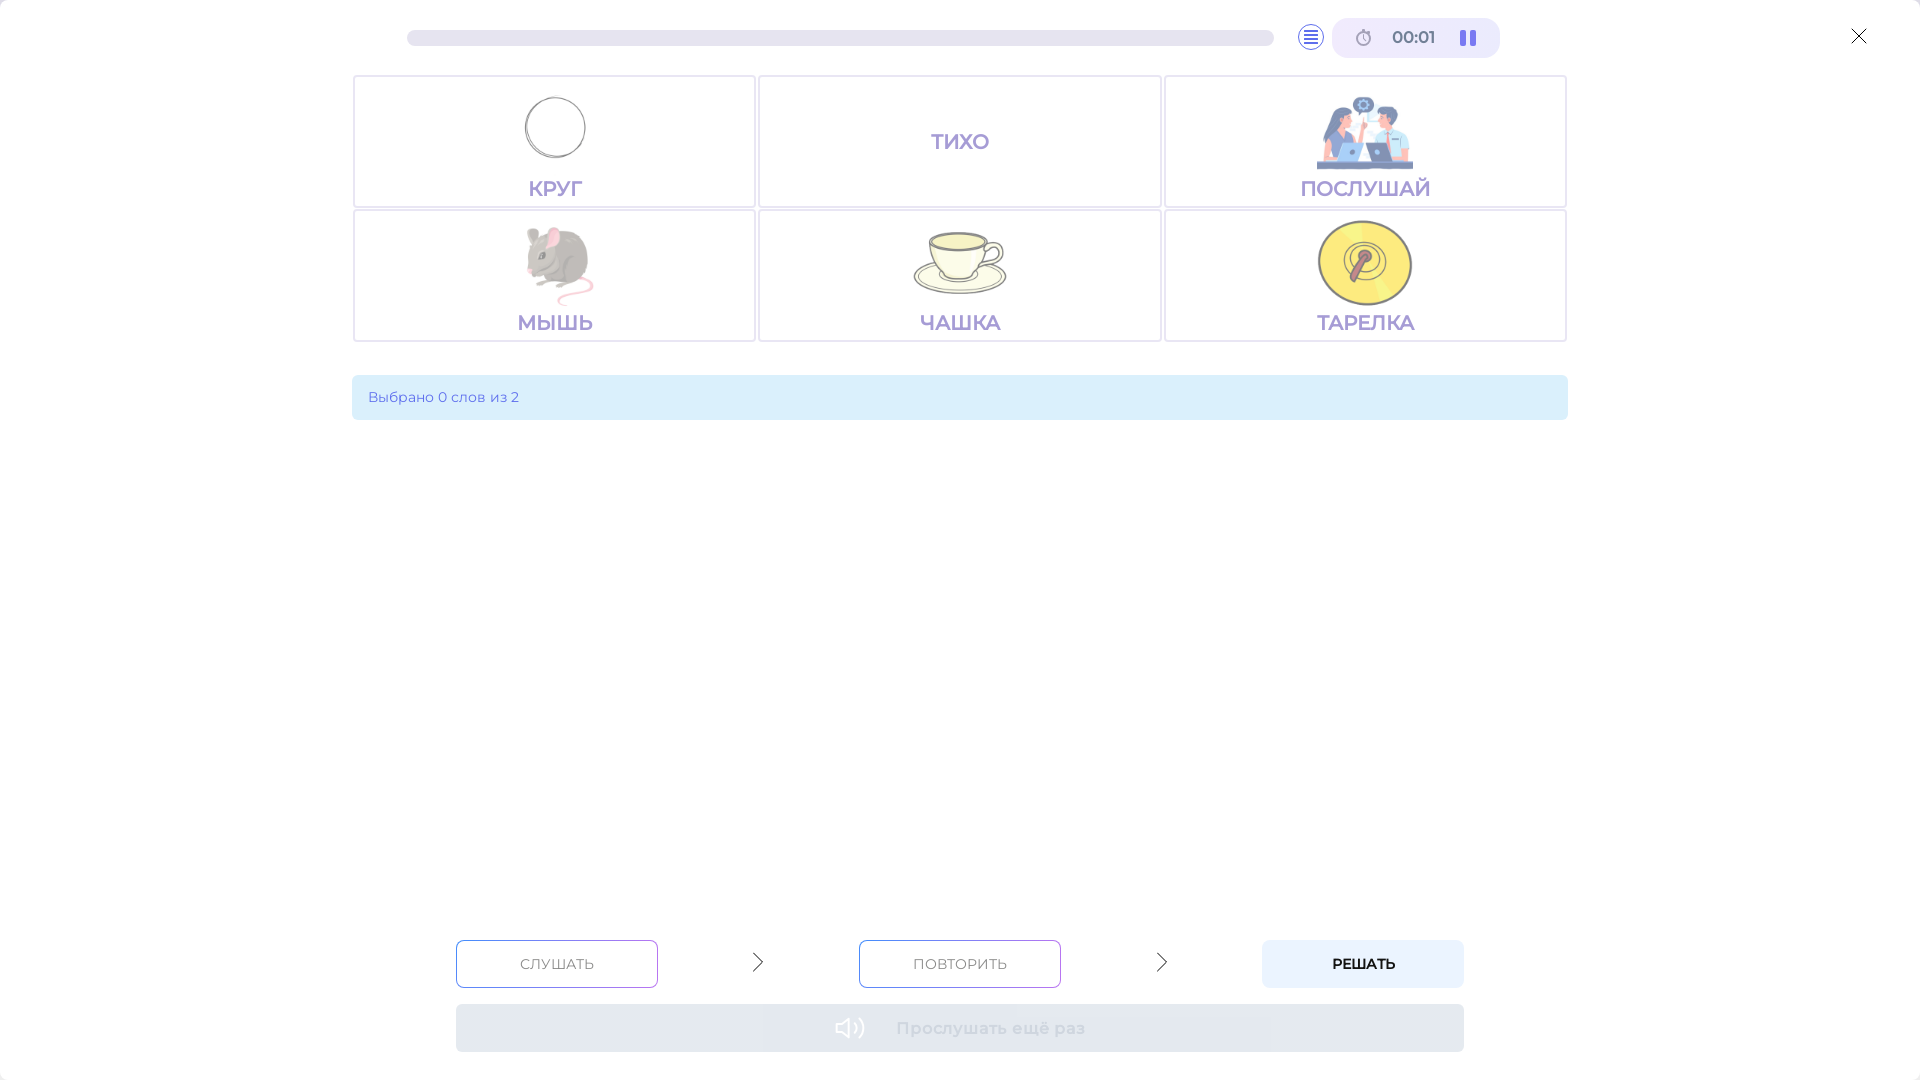 00:01
КРУГ
ТИХО
ПОСЛУШАЙ
МЫШЬ
ЧАШКА
ТАРЕЛКА
Выбрано 0 слов из 2
СЛУШАТЬ
ПОВТОРИТЬ
РЕШАТЬ
Прослушать ещё раз